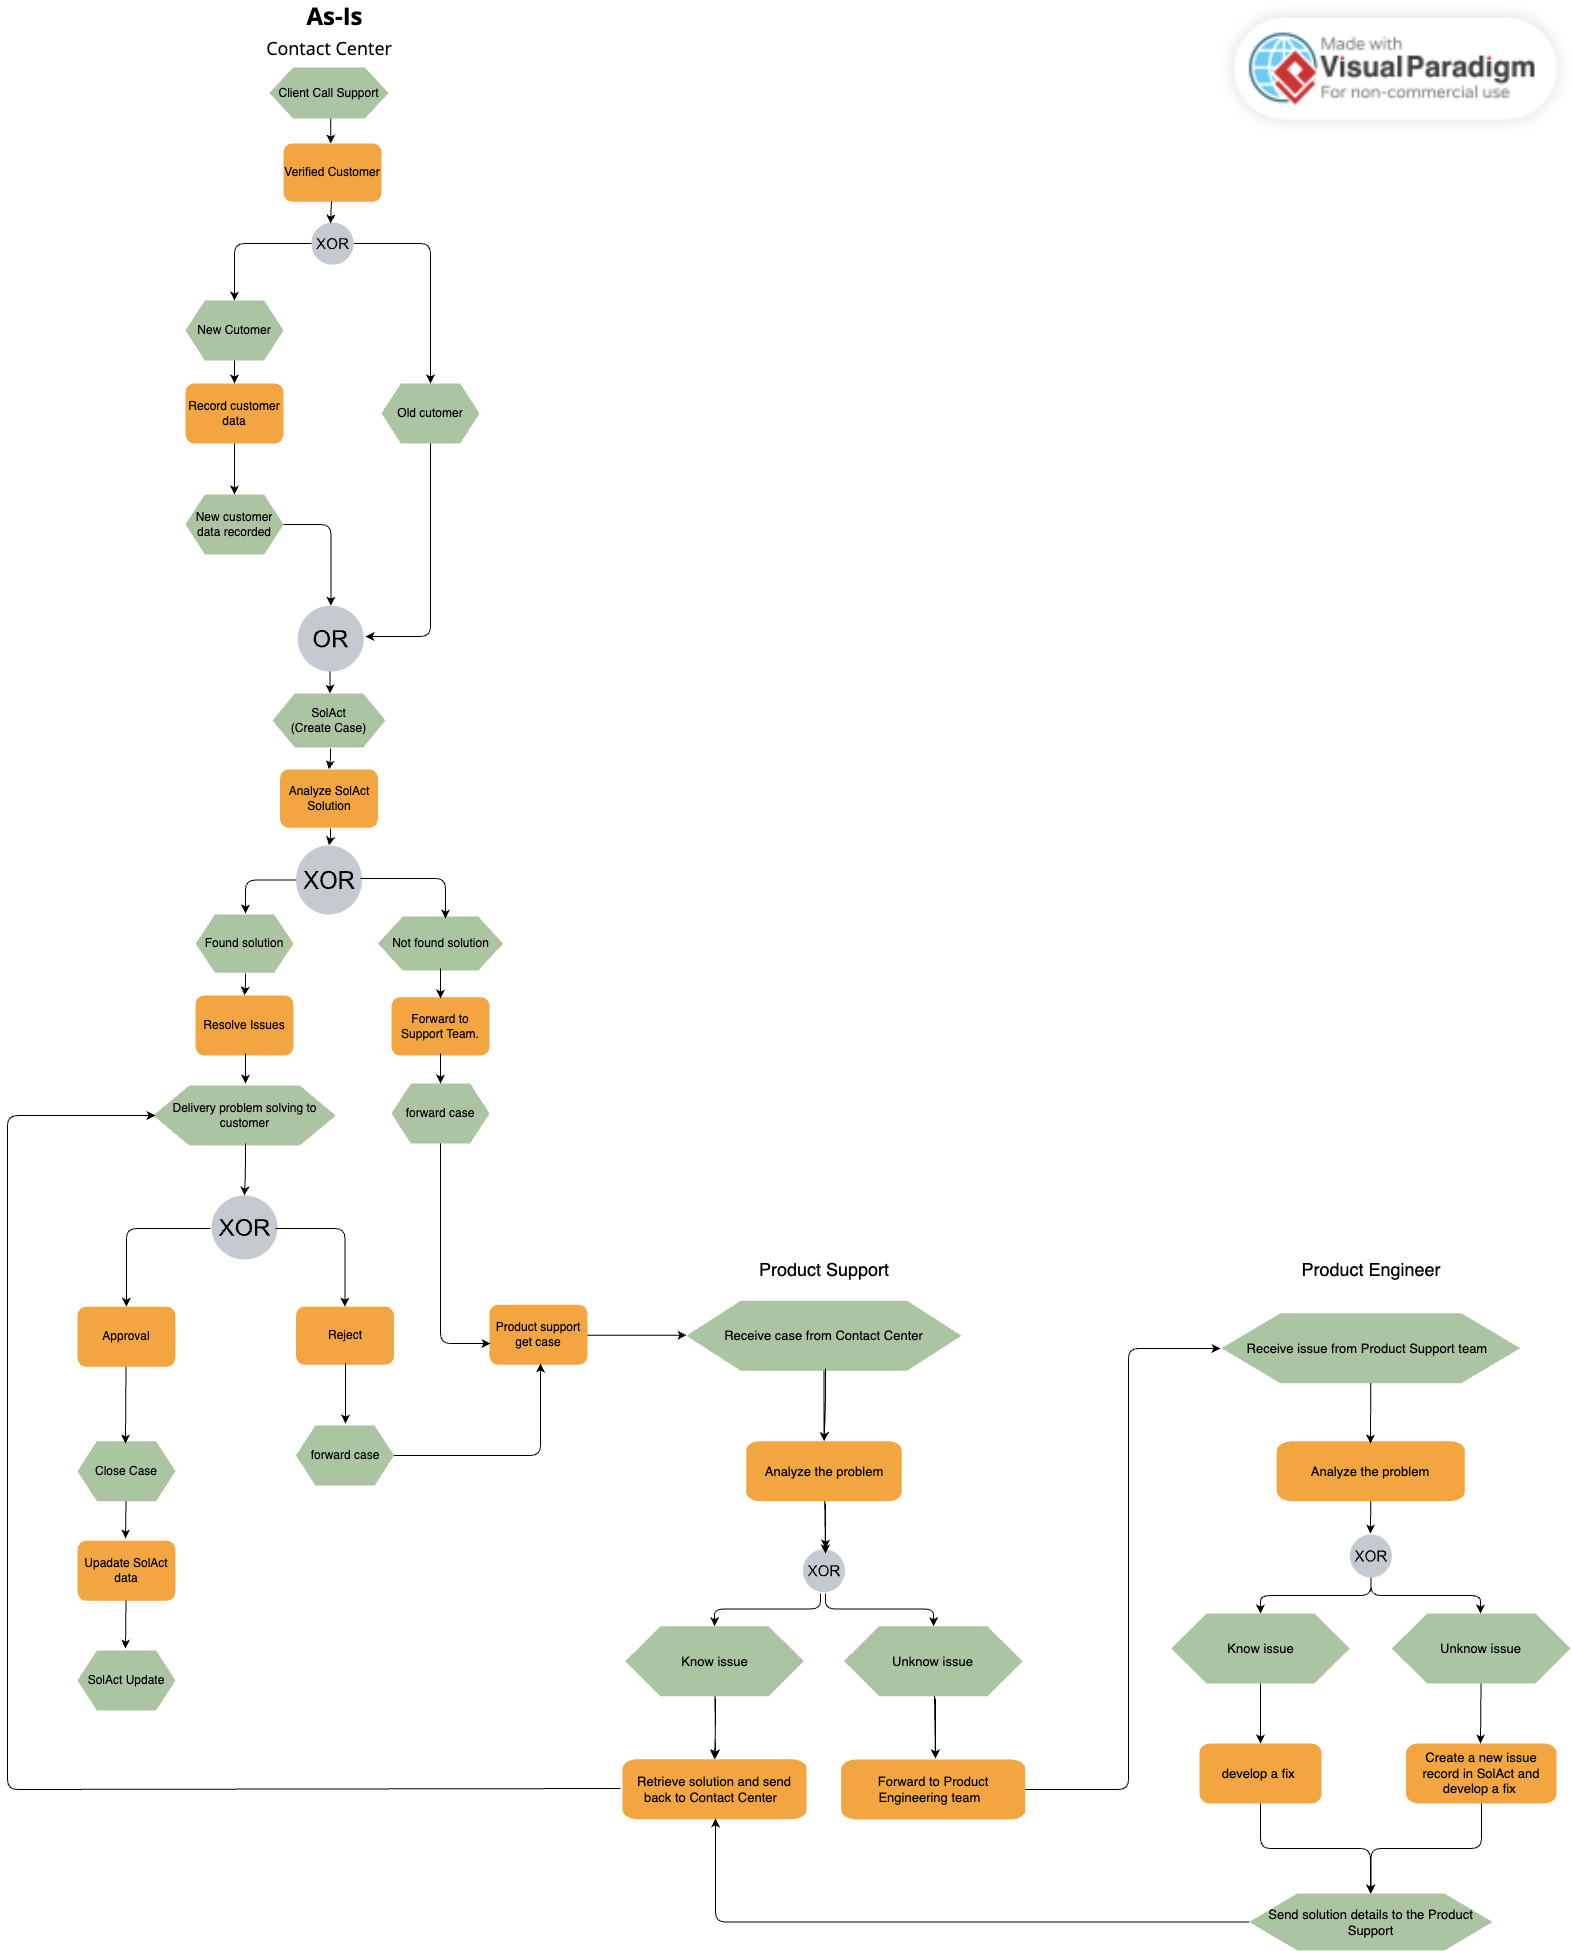 As-Is
Contact Center
Made with
Visual Paradigm
For non-commercial use
Client Call Support
Verified Customer
XOR
New Cutomer
Record customer
data
Old cutomer
New customer
data recorded
OR
SolAct
(Create Case)
Analyze SolAct
Solution
XOR
Found solution
Not found solution
Resolve Issues
Forward to
Support Team.
Delivery problem solving to
customer
forward case
XOR
Approval
Reject
Product support
get case
Close Case
forward case
Upadate SolAct
data
SolAct Update
Product Support
Receive case from Contact Center
Analyze the problem
XOR
Know issue
Unknow issue
Retrieve solution and send
back to Contact Center
Forward to Product
Engineering team
Product Engineer
Receive issue from Product Support team
Analyze the problem
XOR
Know issue
Unknow issue
develop a fix
Create a new issue
record in SolAct and
develop a fix
Send solution details to the Product
Support